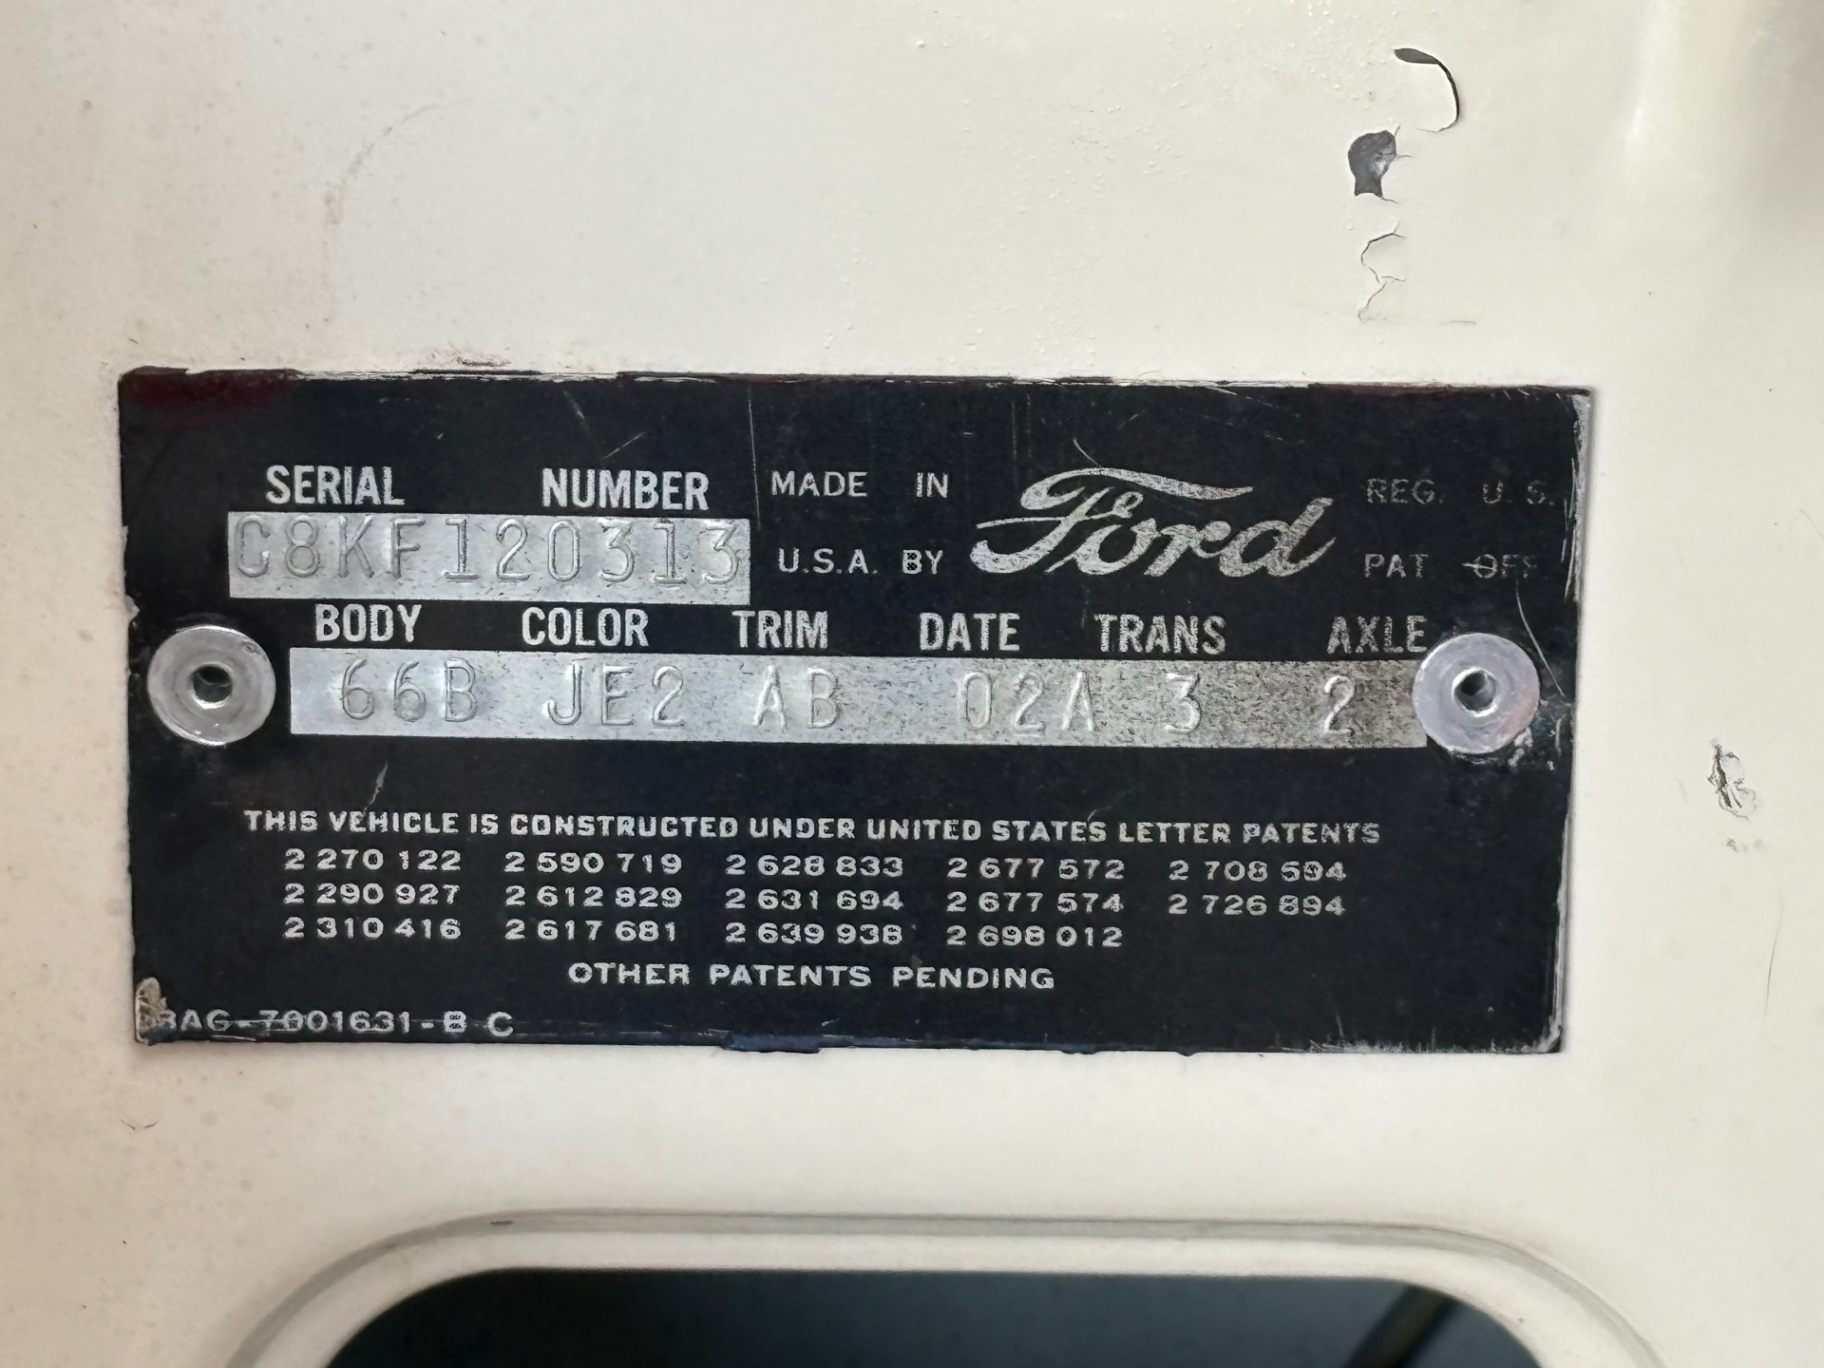 SERIAL NUMBER MADE IN Ford REG. U. S.
C8KF120313 U.S.A. BY PAT OFF
BODY COLOR TRIM DATE TRANS AXLE
66B JE2 AB 02A 3 2
THIS VEHICLE IS CONSTRUCTED UNDER UNITED STATES LETTER PATENTS
2 270 122 2 590 719 2 628 833 2 677 572 2 708 594
2 290 927 2 612 829 2 631 694 2 677 574 2 726 894
2 310 416 2 617 681 2 639 938 2 698 012
OTHER PATENTS PENDING
7001631-B C